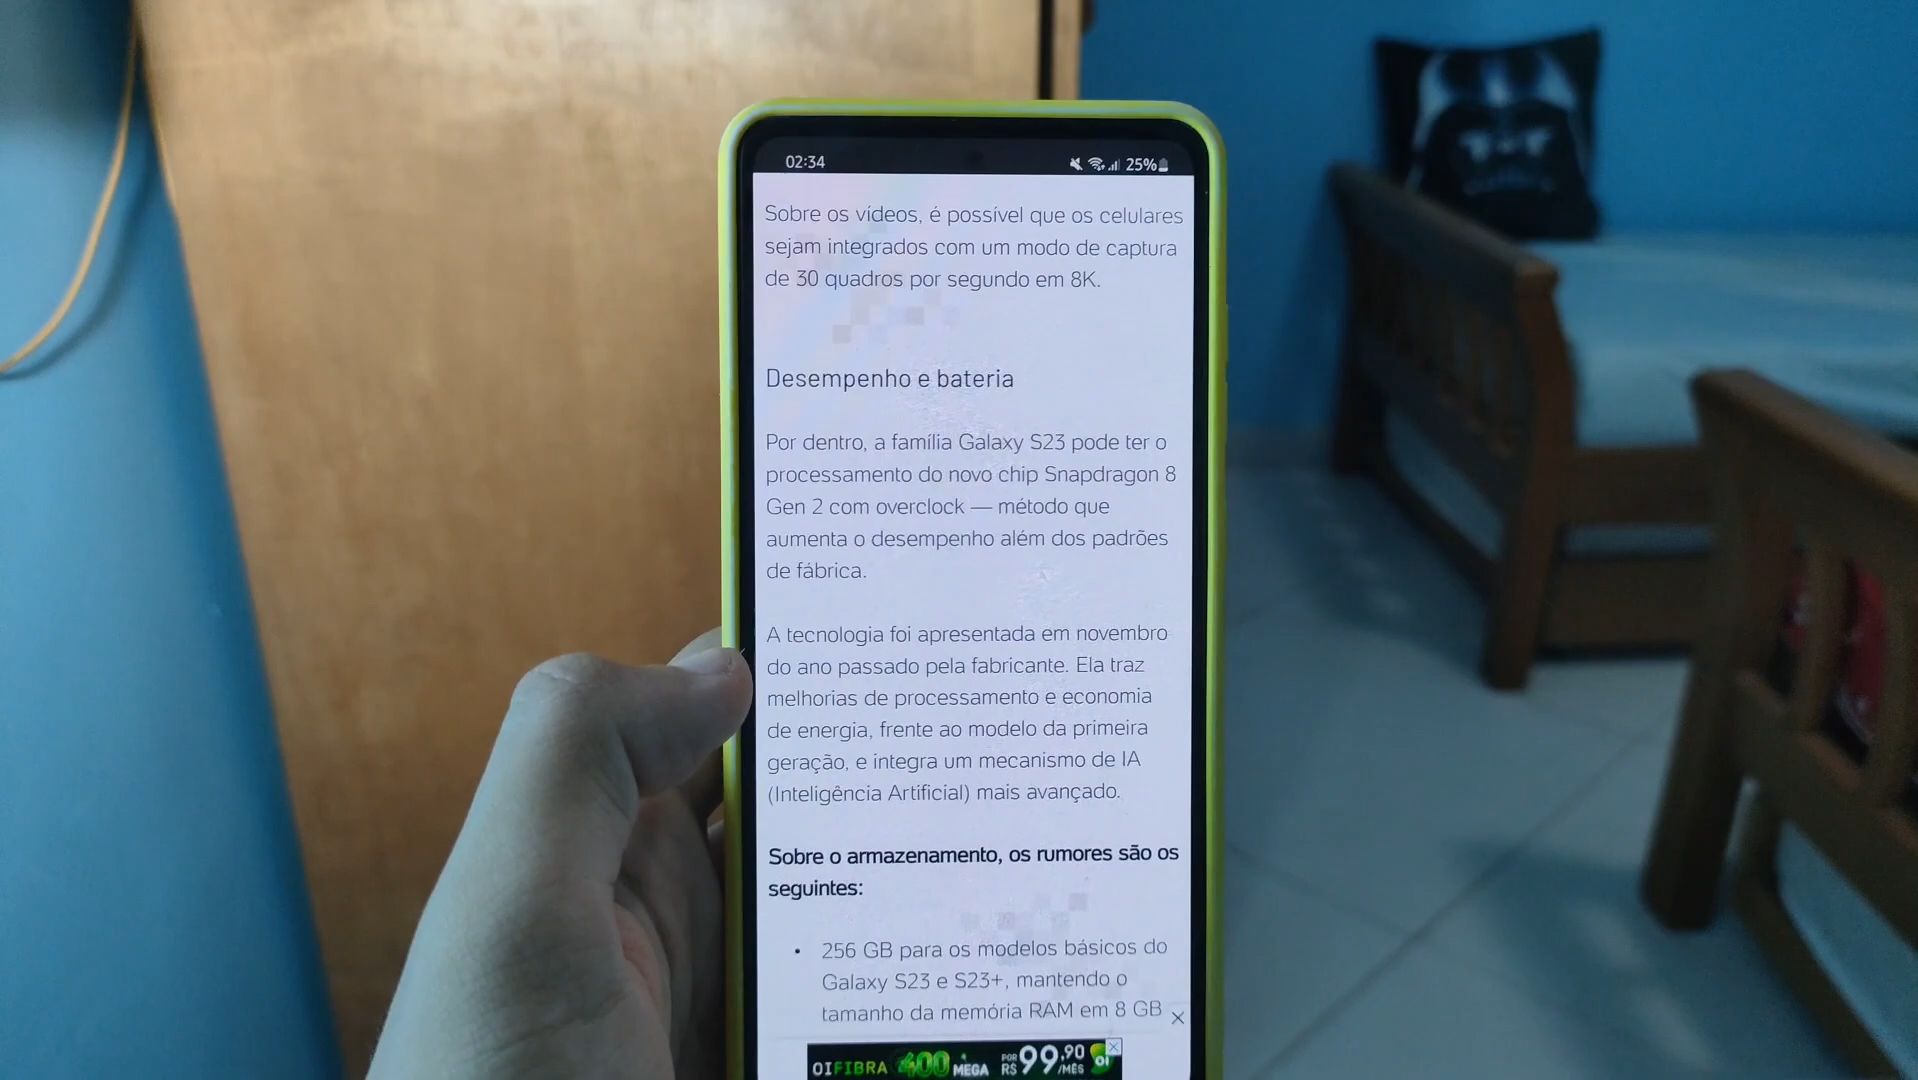 02:34
25%
Sobre os vídeos, é possível que os celulares
sejam integrados com um modo de captura
de 30 quadros por segundo em 8K.
Desempenho e bateria
Por dentro, a família Galaxy S23 pode ter o
processamento do novo chip Snapdragon 8
Gen 2 com overclock — método que
aumenta o desempenho além dos padrões
de fábrica.
A tecnologia foi apresentada em novembro
do ano passado pela fabricante. Ela traz
melhorias de processamento e economia
de energia, frente ao modelo da primeira
geração, e integra um mecanismo de IA
(Inteligência Artificial) mais avançado.
Sobre o armazenamento, os rumores são os
seguintes:
• 256 GB para os modelos básicos do
Galaxy S23 e S23+, mantendo o
tamanho da memória RAM em 8 GB
OI FIBRA 400 MEGA POR R$ 99,90 /MÊS oi